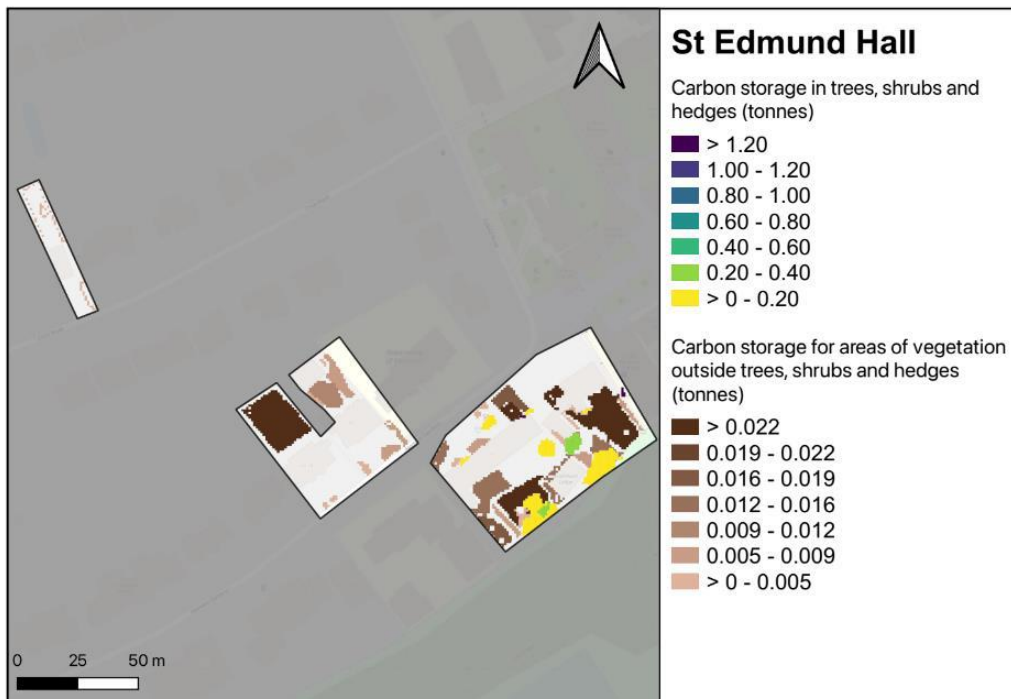 St Edmund Hall
Carbon storage in trees, shrubs and
hedges (tonnes)
> 1.20
1.00 - 1.20
0.80 - 1.00
0.60 - 0.80
0.40 - 0.60
0.20 - 0.40
> 0 - 0.20
Carbon storage for areas of vegetation
outside trees, shrubs and hedges
(tonnes)
> 0.022
0.019 - 0.022
0.016 - 0.019
0.012 - 0.016
0.009 - 0.012
0.005 - 0.009
> 0 - 0.005
0 25 50 m